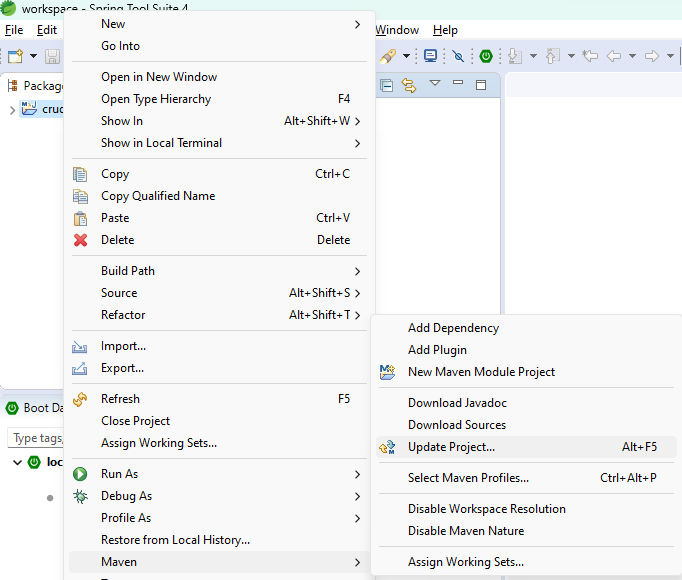 workspace - Spring Tool Suite 4
File Edit Window Help
Package
crud
New
Go Into
Open in New Window
Open Type Hierarchy F4
Show In Alt+Shift+W
Show in Local Terminal
Copy Ctrl+C
Copy Qualified Name
Paste Ctrl+V
Delete Delete
Build Path
Source Alt+Shift+S
Refactor Alt+Shift+T
Import...
Export...
Refresh F5
Close Project
Assign Working Sets...
Run As
Debug As
Profile As
Restore from Local History...
Maven
Add Dependency
Add Plugin
New Maven Module Project
Download Javadoc
Download Sources
Update Project... Alt+F5
Select Maven Profiles... Ctrl+Alt+P
Disable Workspace Resolution
Disable Maven Nature
Assign Working Sets...
Boot Da
Type tags,
loc